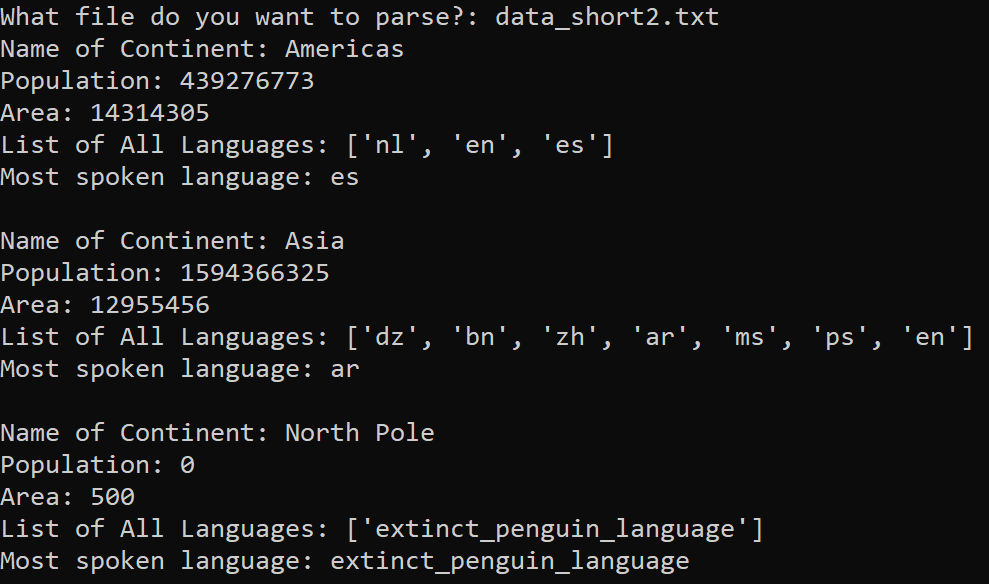 What file do you want to parse?: data_short2.txt
Name of Continent: Americas
Population: 439276773
Area: 14314305
List of All Languages: ['nl', 'en', 'es']
Most spoken language: es
Name of Continent: Asia
Population: 1594366325
Area: 12955456
List of All Languages: ['dz', 'bn', 'zh', 'ar', 'ms', 'ps', 'en']
Most spoken language: ar
Name of Continent: North Pole
Population: 0
Area: 500
List of All Languages: ['extinct_penguin_language']
Most spoken language: extinct_penguin_language